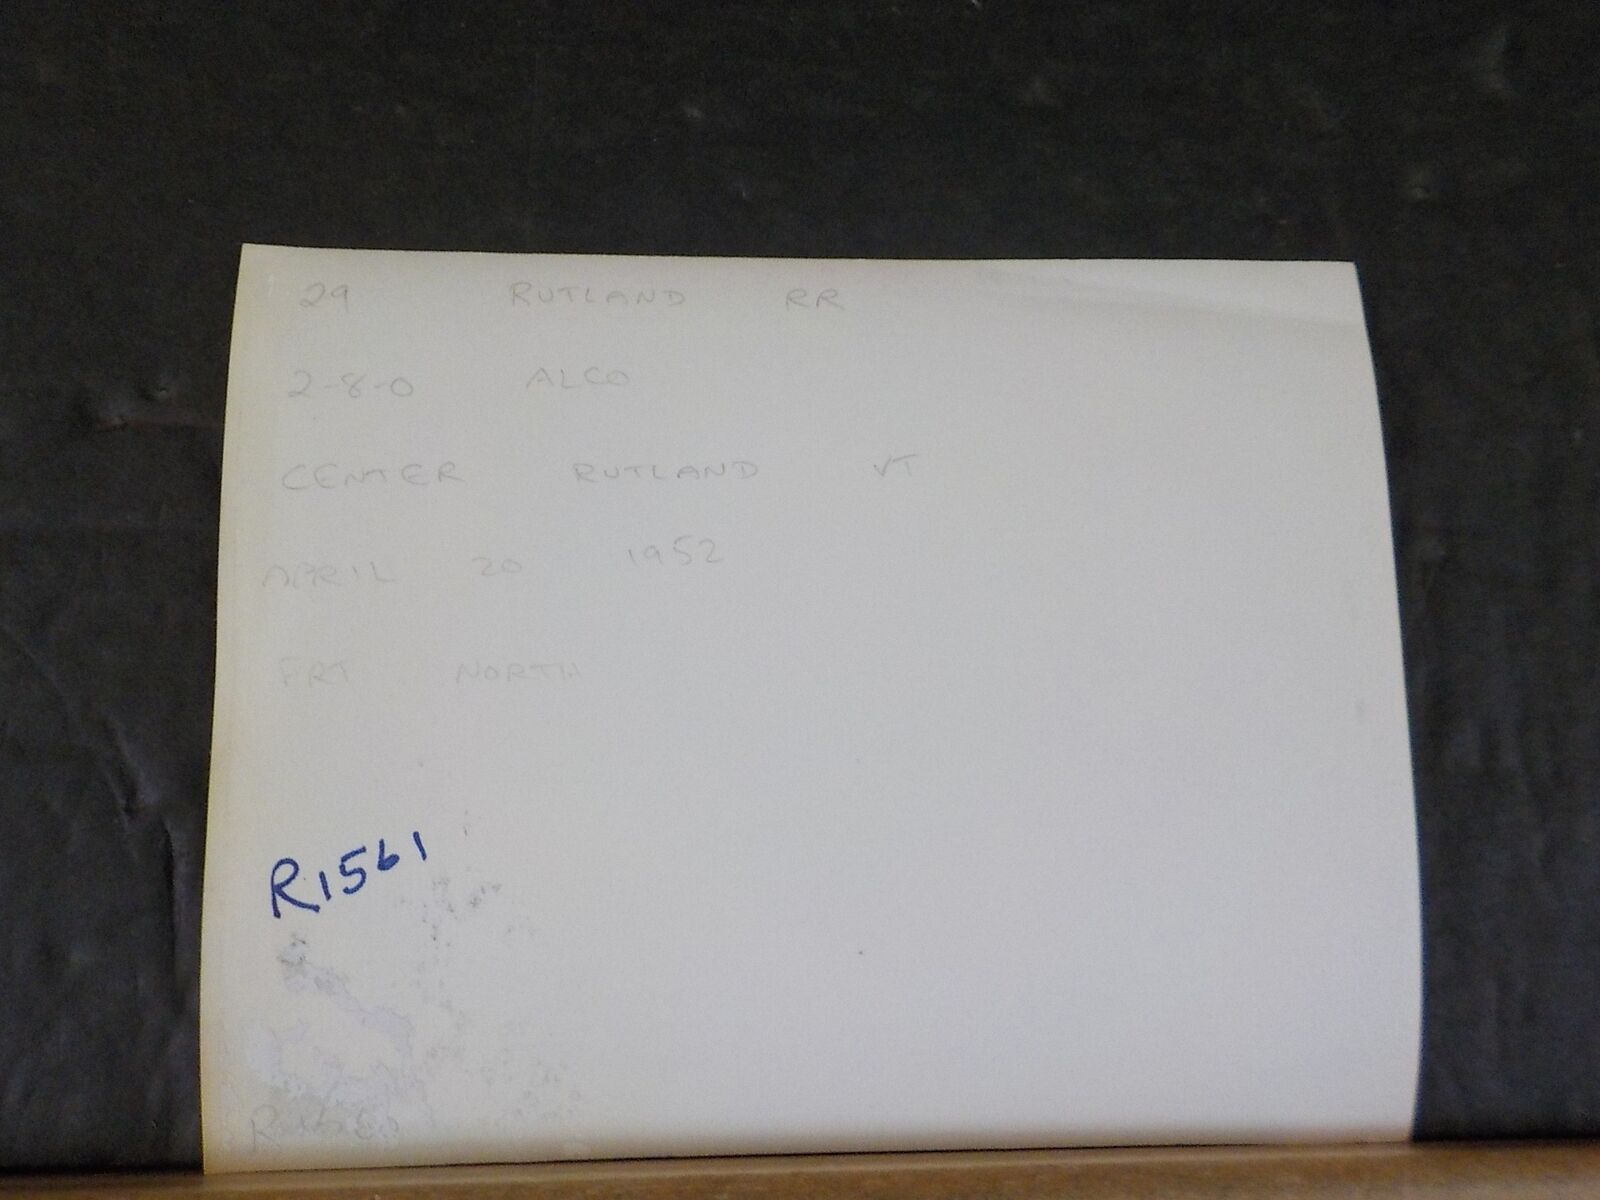 29 RUTLAND RR
2-8-0 ALCO
CENTER RUTLAND VT
APRIL 20 1952
FRT NORTH
R1561